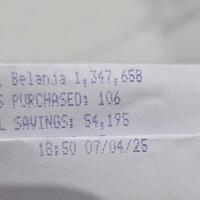 Belanja 1,347,658
PURCHASED: 106
SAVINGS: 54,195
18:50 07/04/25